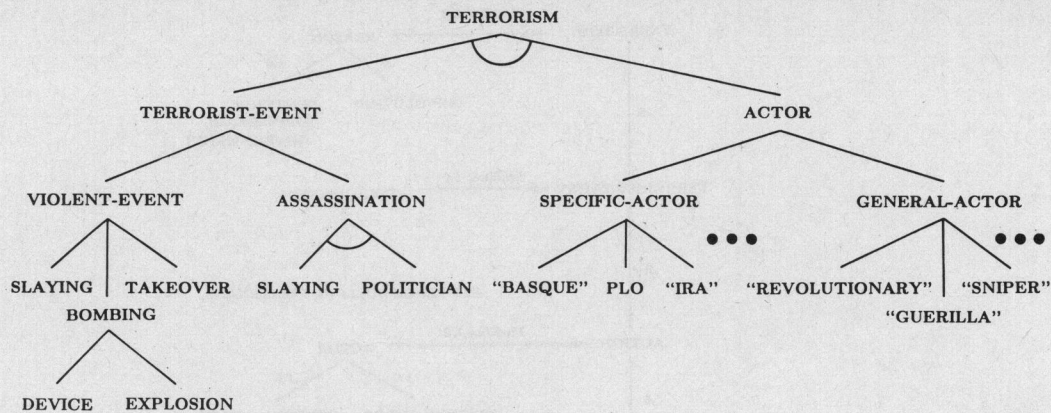 TERRORISM
TERRORIST-EVENT ACTOR
VIOLENT-EVENT ASSASSINATION SPECIFIC-ACTOR GENERAL-ACTOR
SLAYING TAKEOVER SLAYING POLITICIAN “BASQUE” PLO “IRA” “REVOLUTIONARY” “SNIPER”
BOMBING “GUERILLA”
DEVICE EXPLOSION